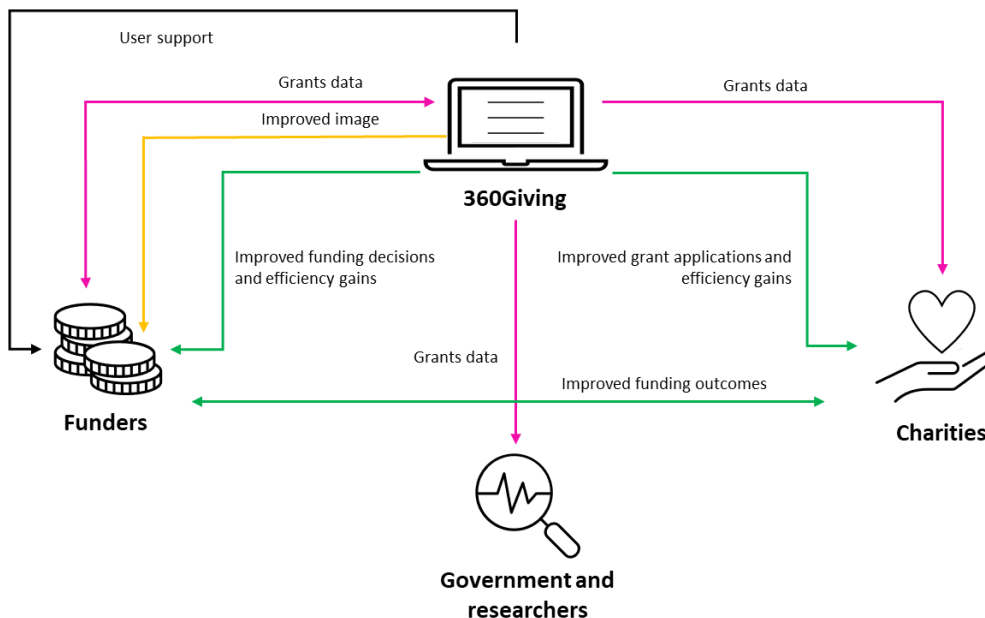 User support
Grants data
Grants data
Improved image
360Giving
Improved funding decisions
and efficiency gains
Improved grant applications and
efficiency gains
Grants data
Improved funding outcomes
Funders
Charities
Government and
researchers